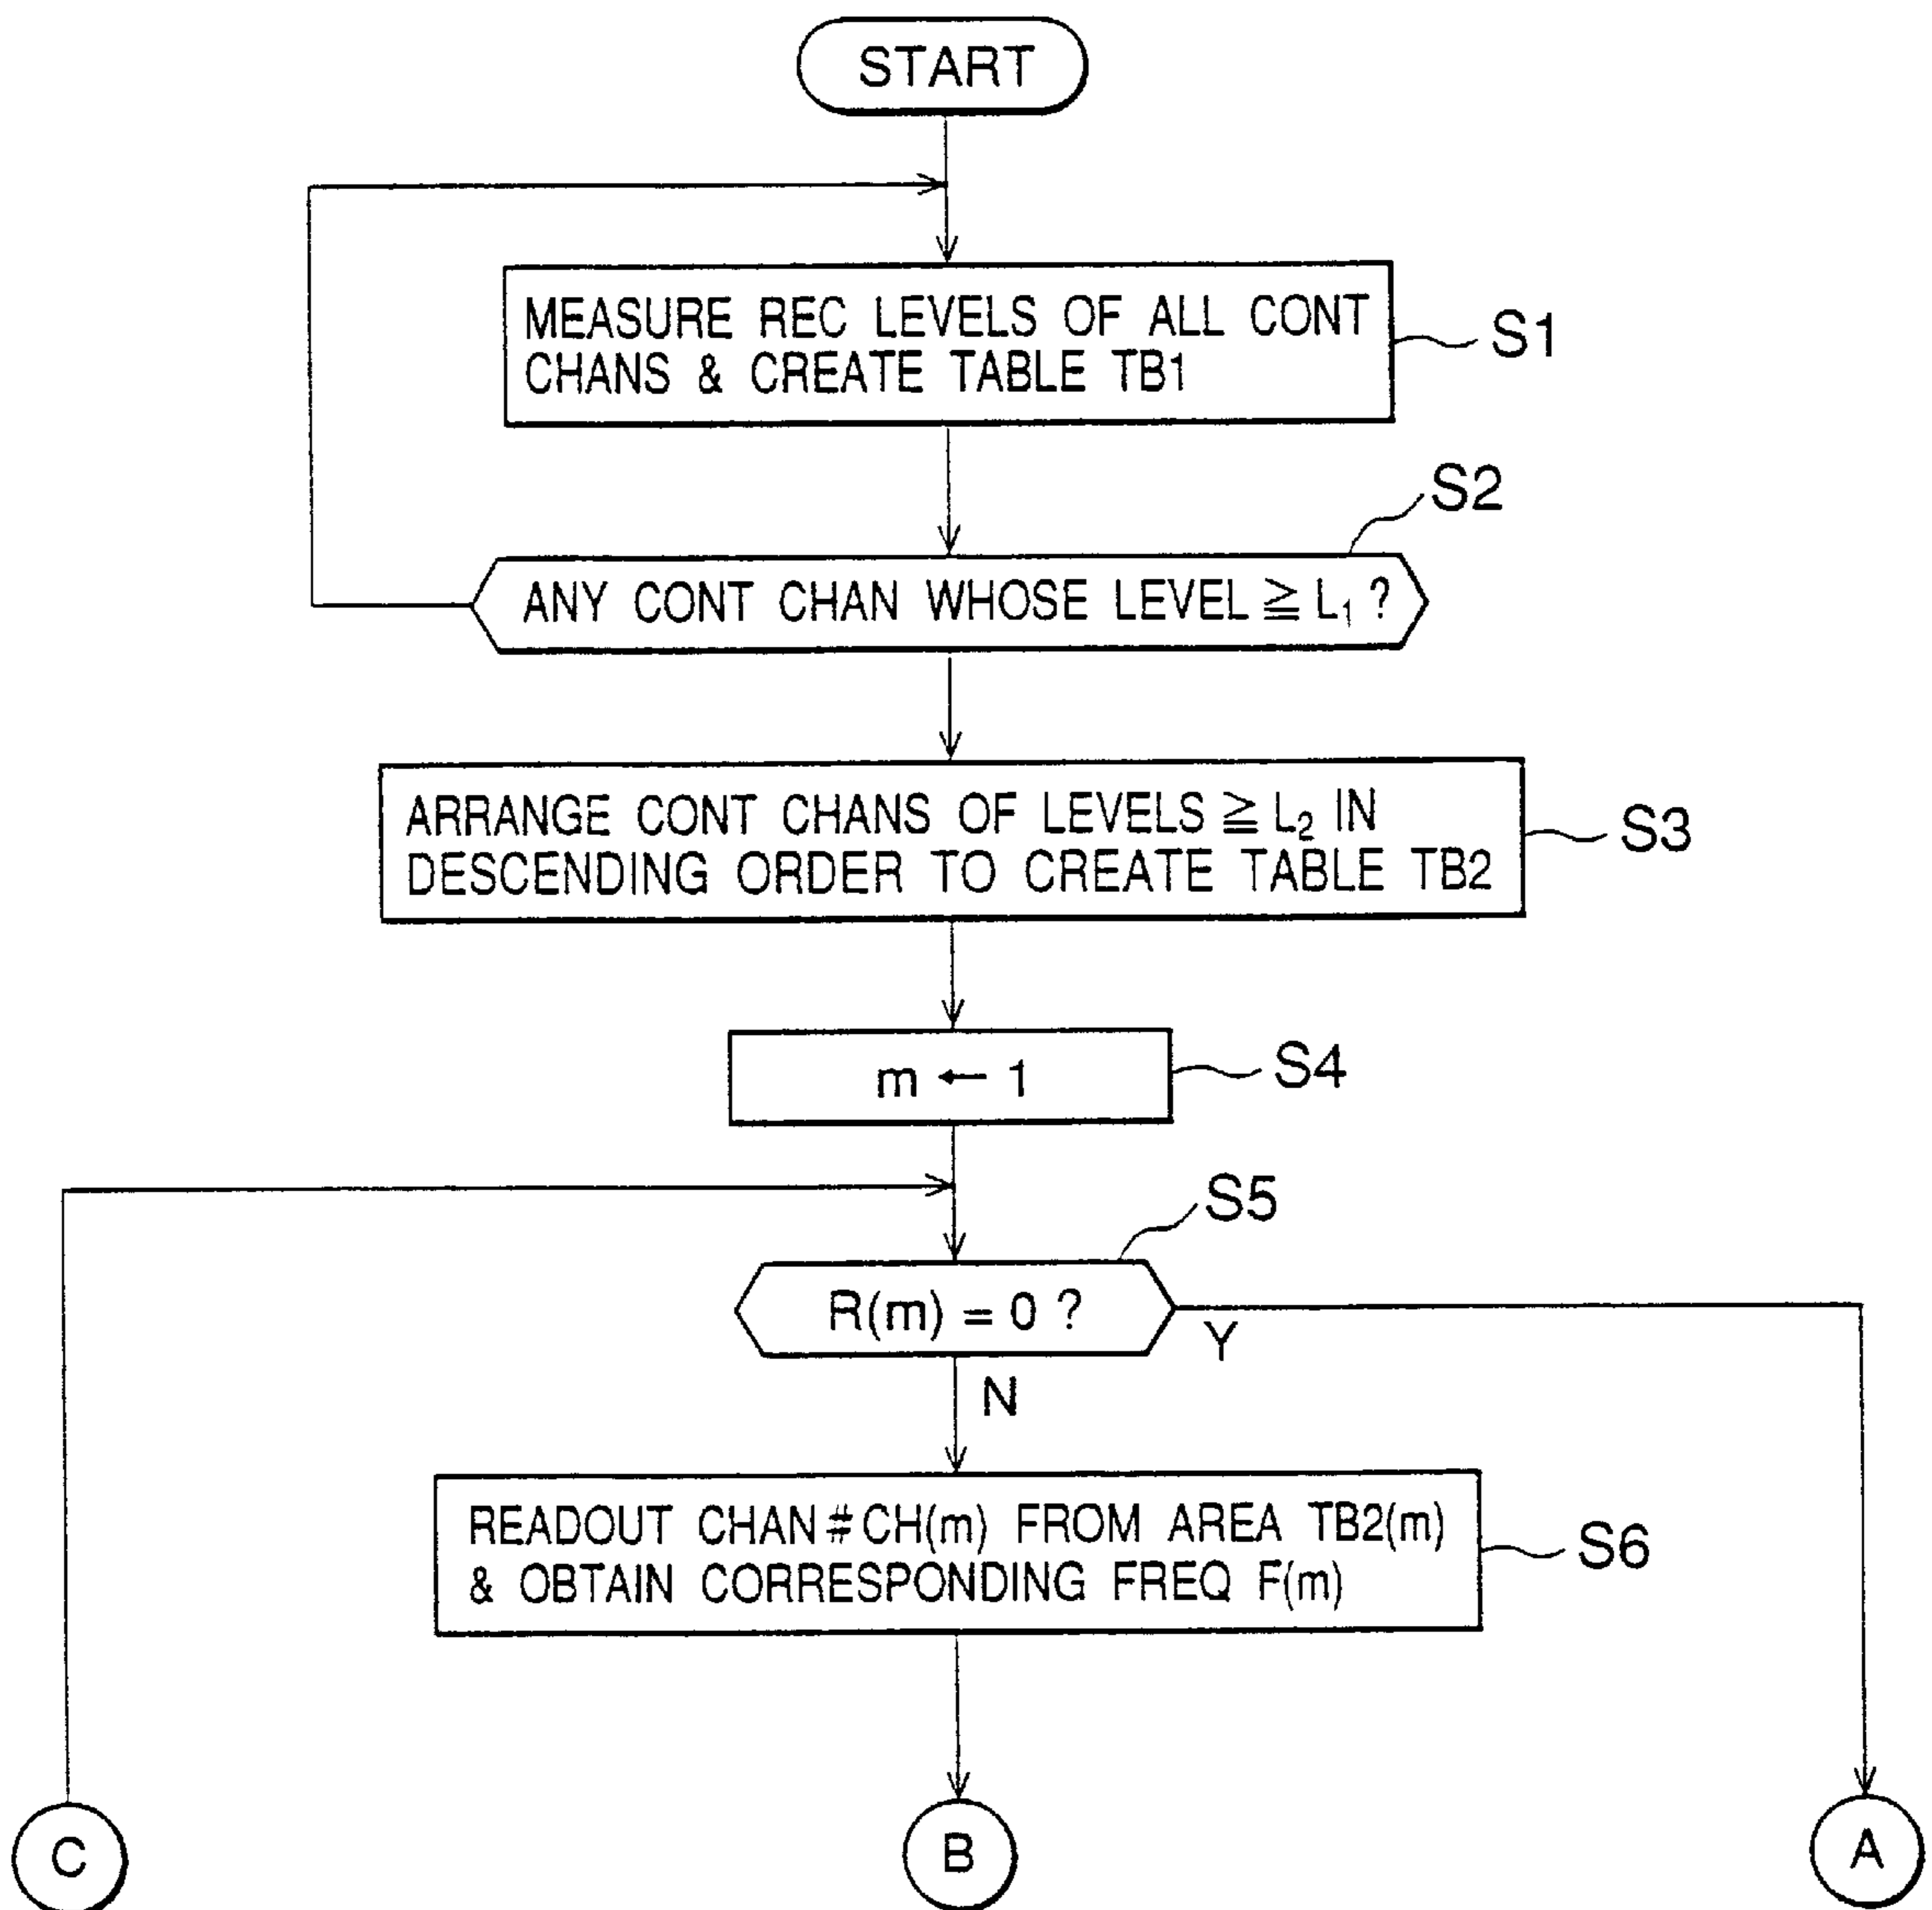 START
MEASURE REC LEVELS OF ALL CONT
CHANS & CREATE TABLE TB1
S1
S2
ANY CONT CHAN WHOSE LEVEL ≧ L₁ ?
ARRANGE CONT CHANS OF LEVELS ≧ L₂ IN
DESCENDING ORDER TO CREATE TABLE TB2
S3
m ← 1
S4
S5
R(m) = 0 ?
Y
N
READOUT CHAN#CH(m) FROM AREA TB2(m)
& OBTAIN CORRESPONDING FREQ F(m)
S6
C
B
A